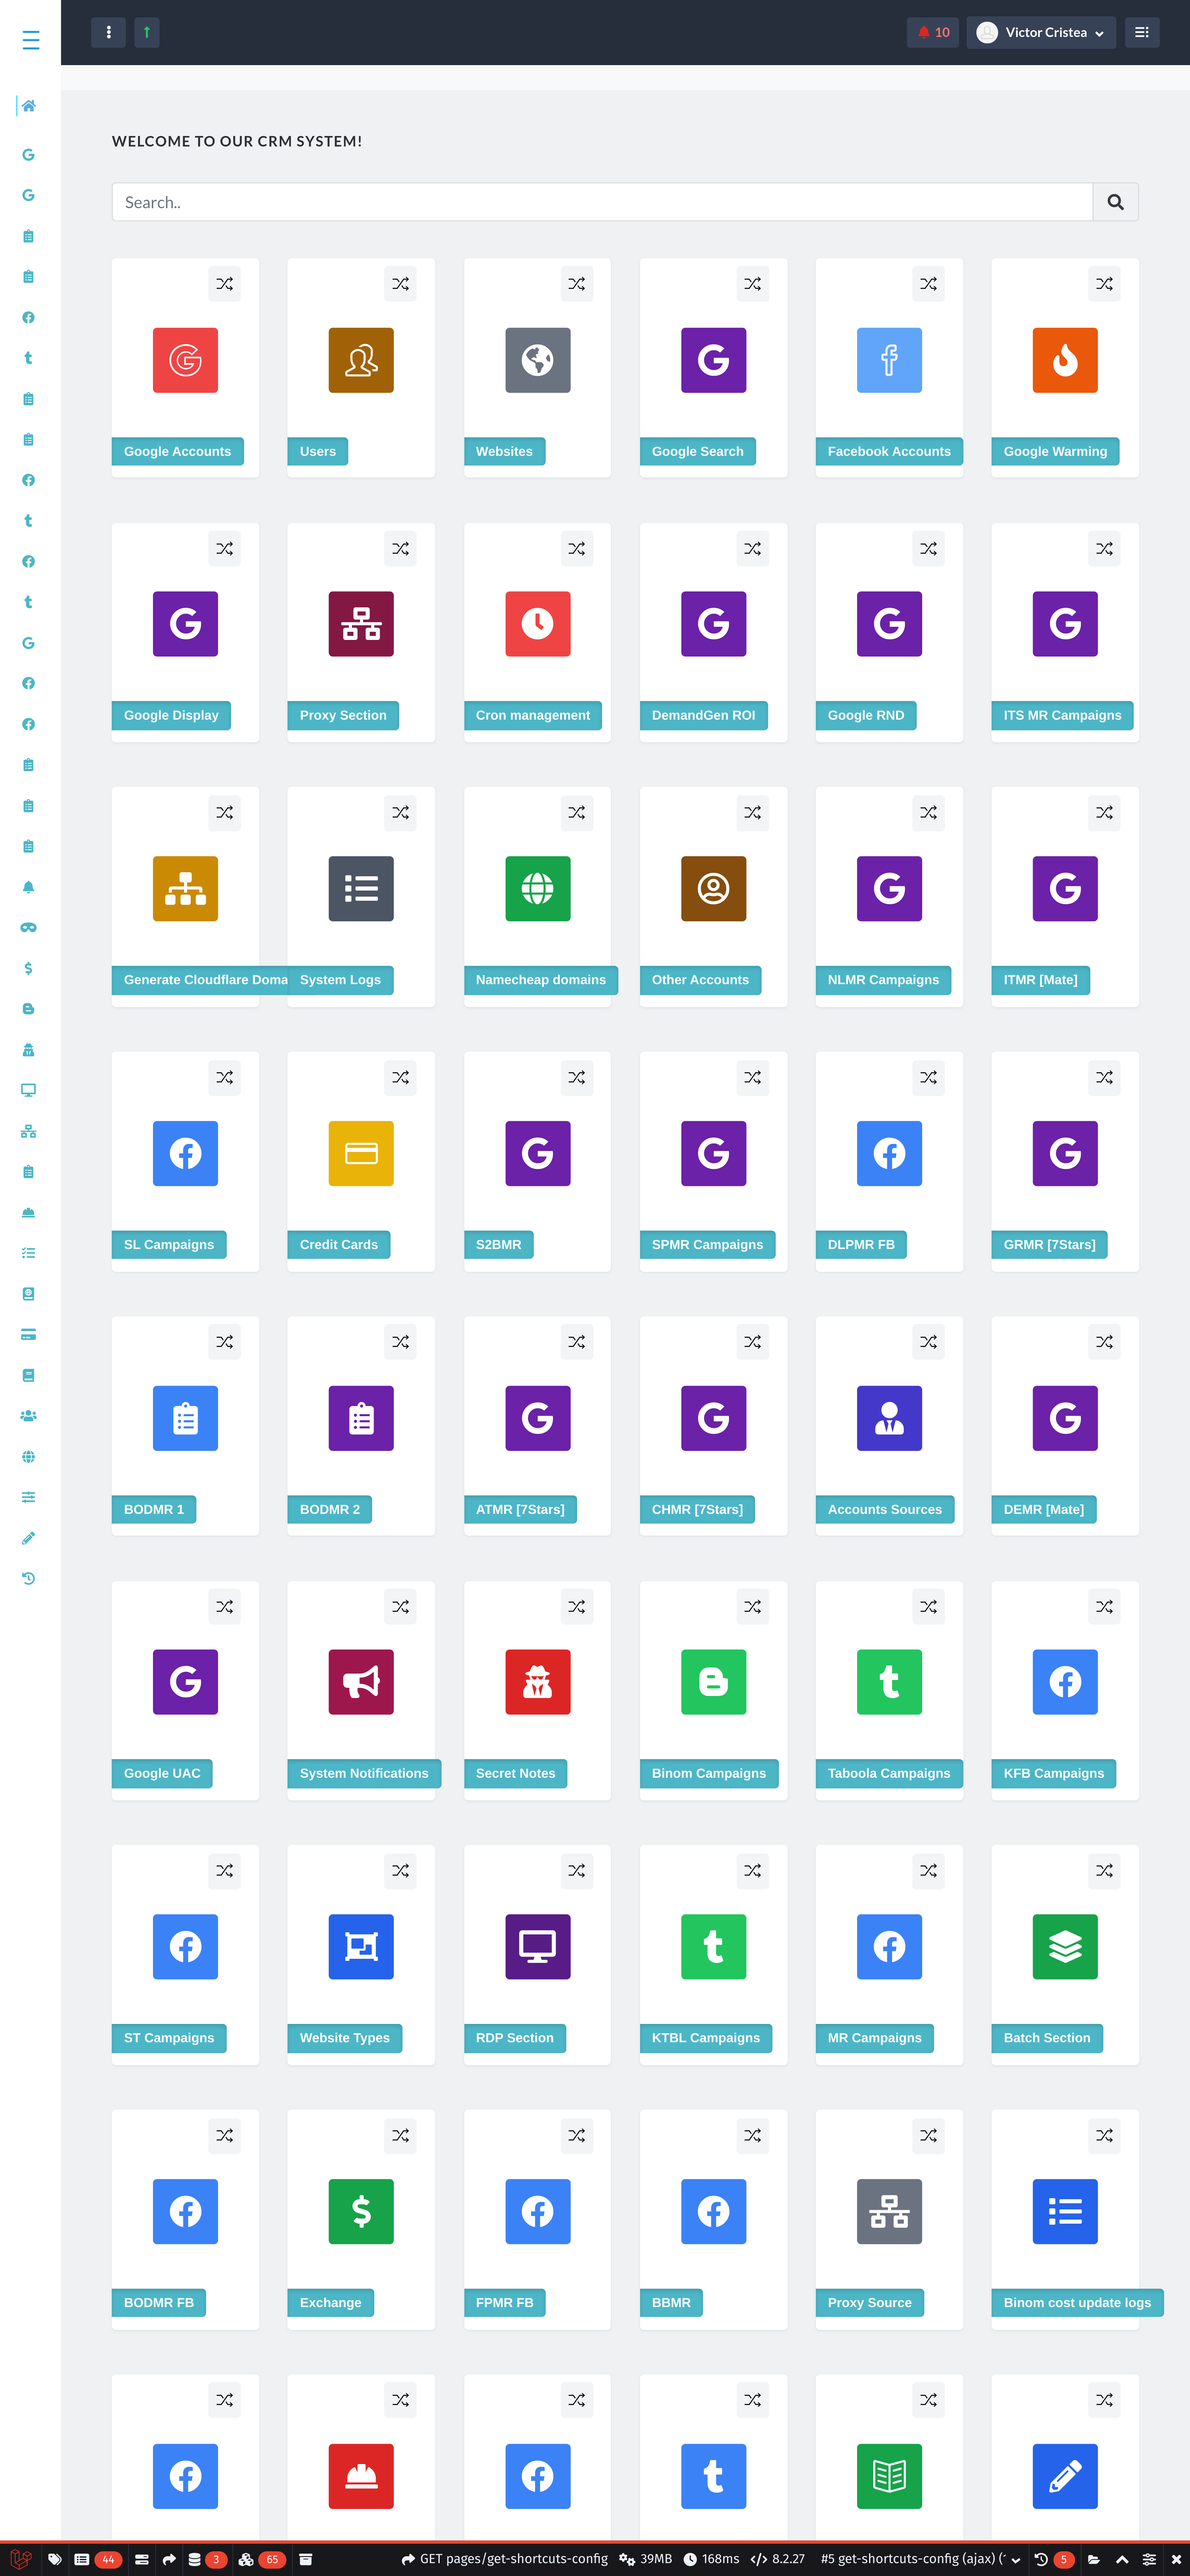 10
Victor Cristea
WELCOME TO OUR CRM SYSTEM!
Search..
Google Accounts
Users
Websites
Google Search
Facebook Accounts
Google Warming
Google Display
Proxy Section
Cron management
DemandGen ROI
Google RND
ITS MR Campaigns
Generate Cloudflare Doma
System Logs
Namecheap domains
Other Accounts
NLMR Campaigns
ITMR [Mate]
SL Campaigns
Credit Cards
S2BMR
SPMR Campaigns
DLPMR FB
GRMR [7Stars]
BODMR 1
BODMR 2
ATMR [7Stars]
CHMR [7Stars]
Accounts Sources
DEMR [Mate]
Google UAC
System Notifications
Secret Notes
Binom Campaigns
Taboola Campaigns
KFB Campaigns
ST Campaigns
Website Types
RDP Section
KTBL Campaigns
MR Campaigns
Batch Section
BODMR FB
Exchange
FPMR FB
BBMR
Proxy Source
Binom cost update logs
44
3
65
GET pages/get-shortcuts-config
39MB
168ms
8.2.27
#5 get-shortcuts-config (ajax)
5